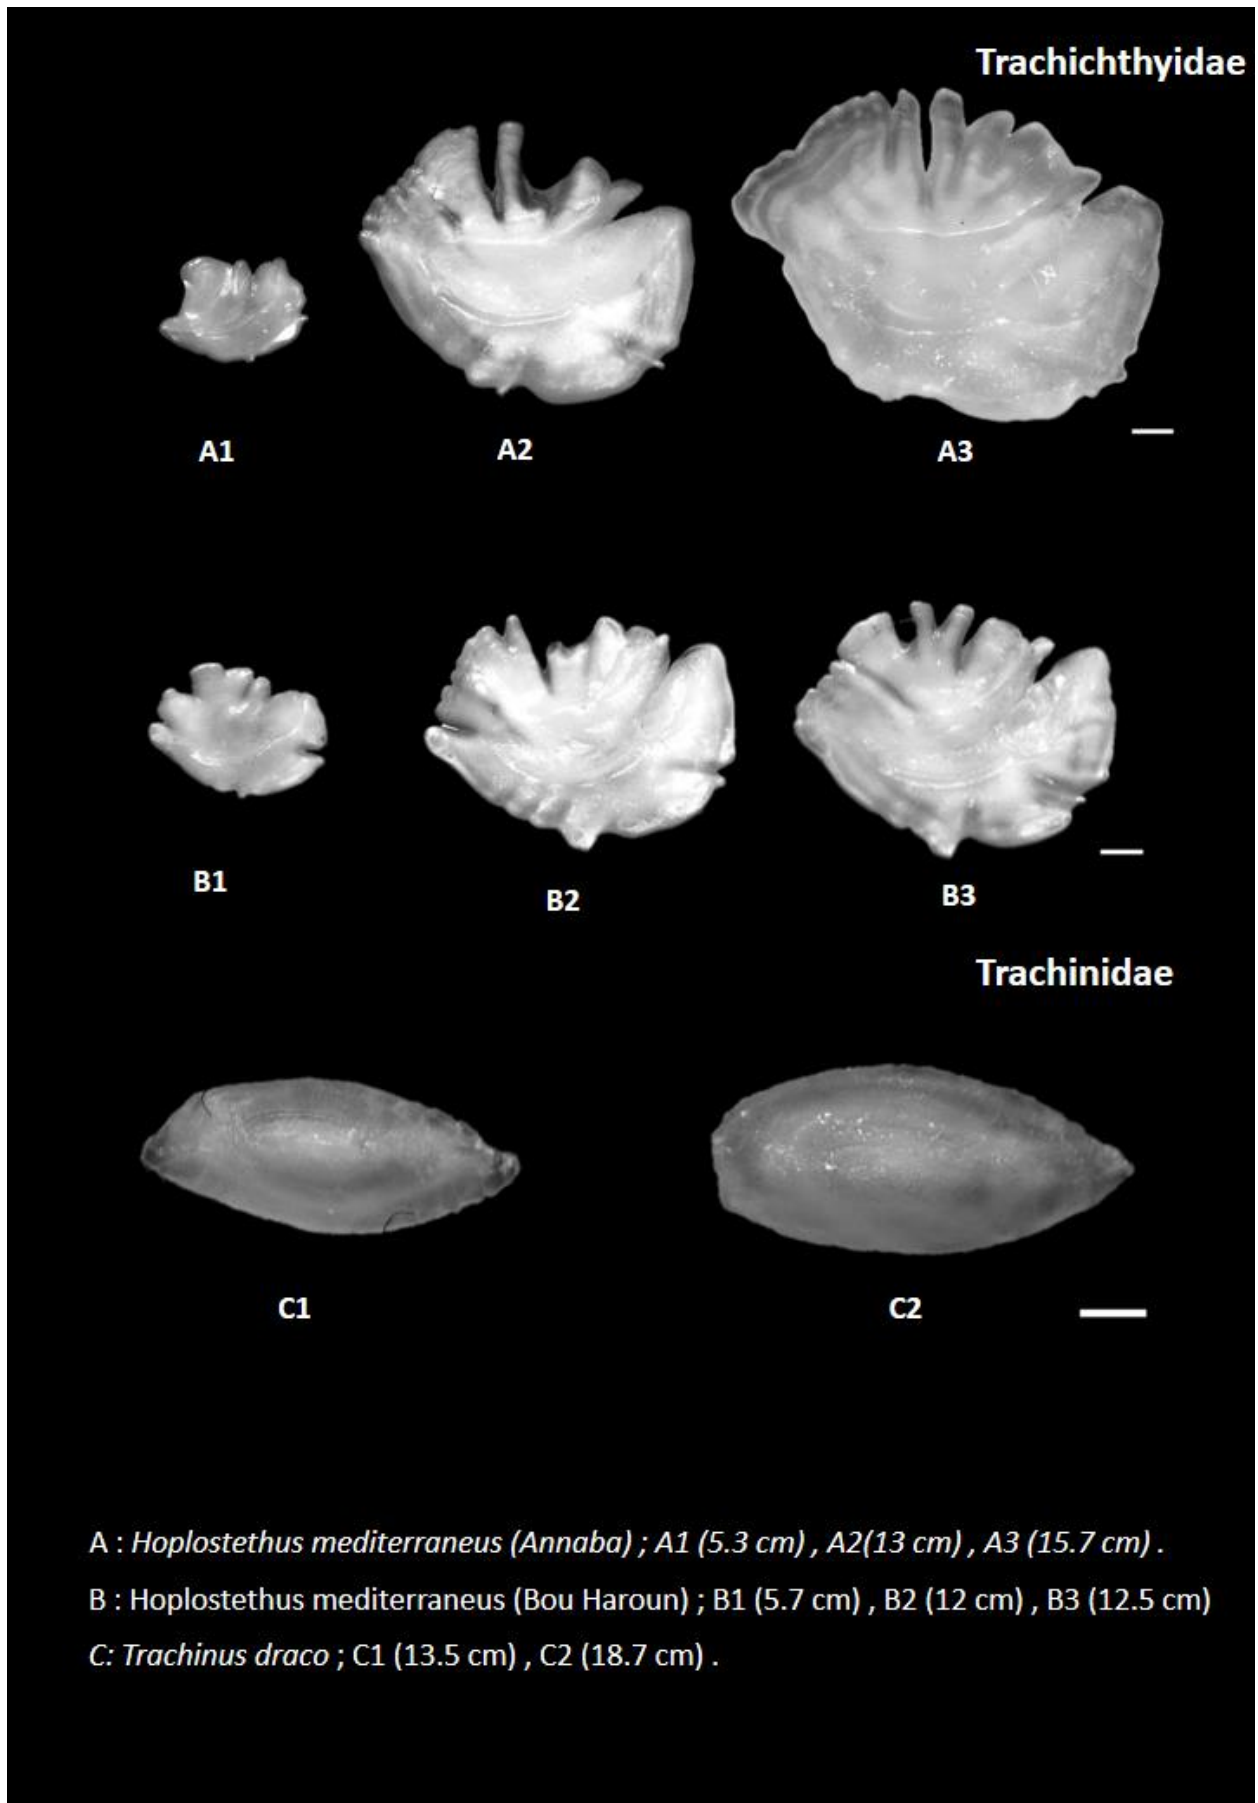 Trachichthyidae
A1 A2 A3
B1 B2 B3
Trachinidae
C1 C2
A : Hoplostethus mediterraneus (Annaba) ; A1 (5.3 cm) , A2(13 cm) , A3 (15.7 cm) .
B : Hoplostethus mediterraneus (Bou Haroun) ; B1 (5.7 cm) , B2 (12 cm) , B3 (12.5 cm)
C: Trachinus draco ; C1 (13.5 cm) , C2 (18.7 cm) .